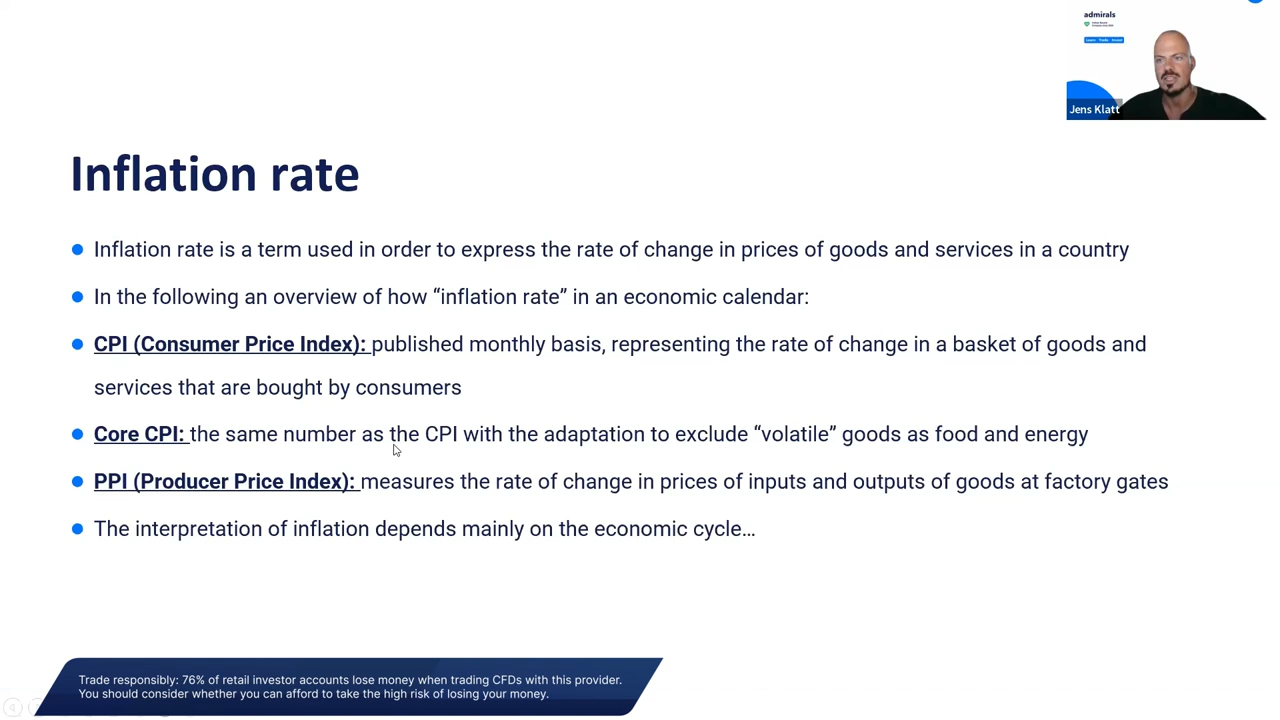 admirals
Jens Klatt
Inflation rate
Inflation rate is a term used in order to express the rate of change in prices of goods and services in a country
In the following an overview of how “inflation rate” in an economic calendar:
CPI (Consumer Price Index): published monthly basis, representing the rate of change in a basket of goods and
services that are bought by consumers
Core CPI: the same number as the CPI with the adaptation to exclude “volatile” goods as food and energy
PPI (Producer Price Index): measures the rate of change in prices of inputs and outputs of goods at factory gates
The interpretation of inflation depends mainly on the economic cycle…
Trade responsibly: 76% of retail investor accounts lose money when trading CFDs with this provider.
You should consider whether you can afford to take the high risk of losing your money.